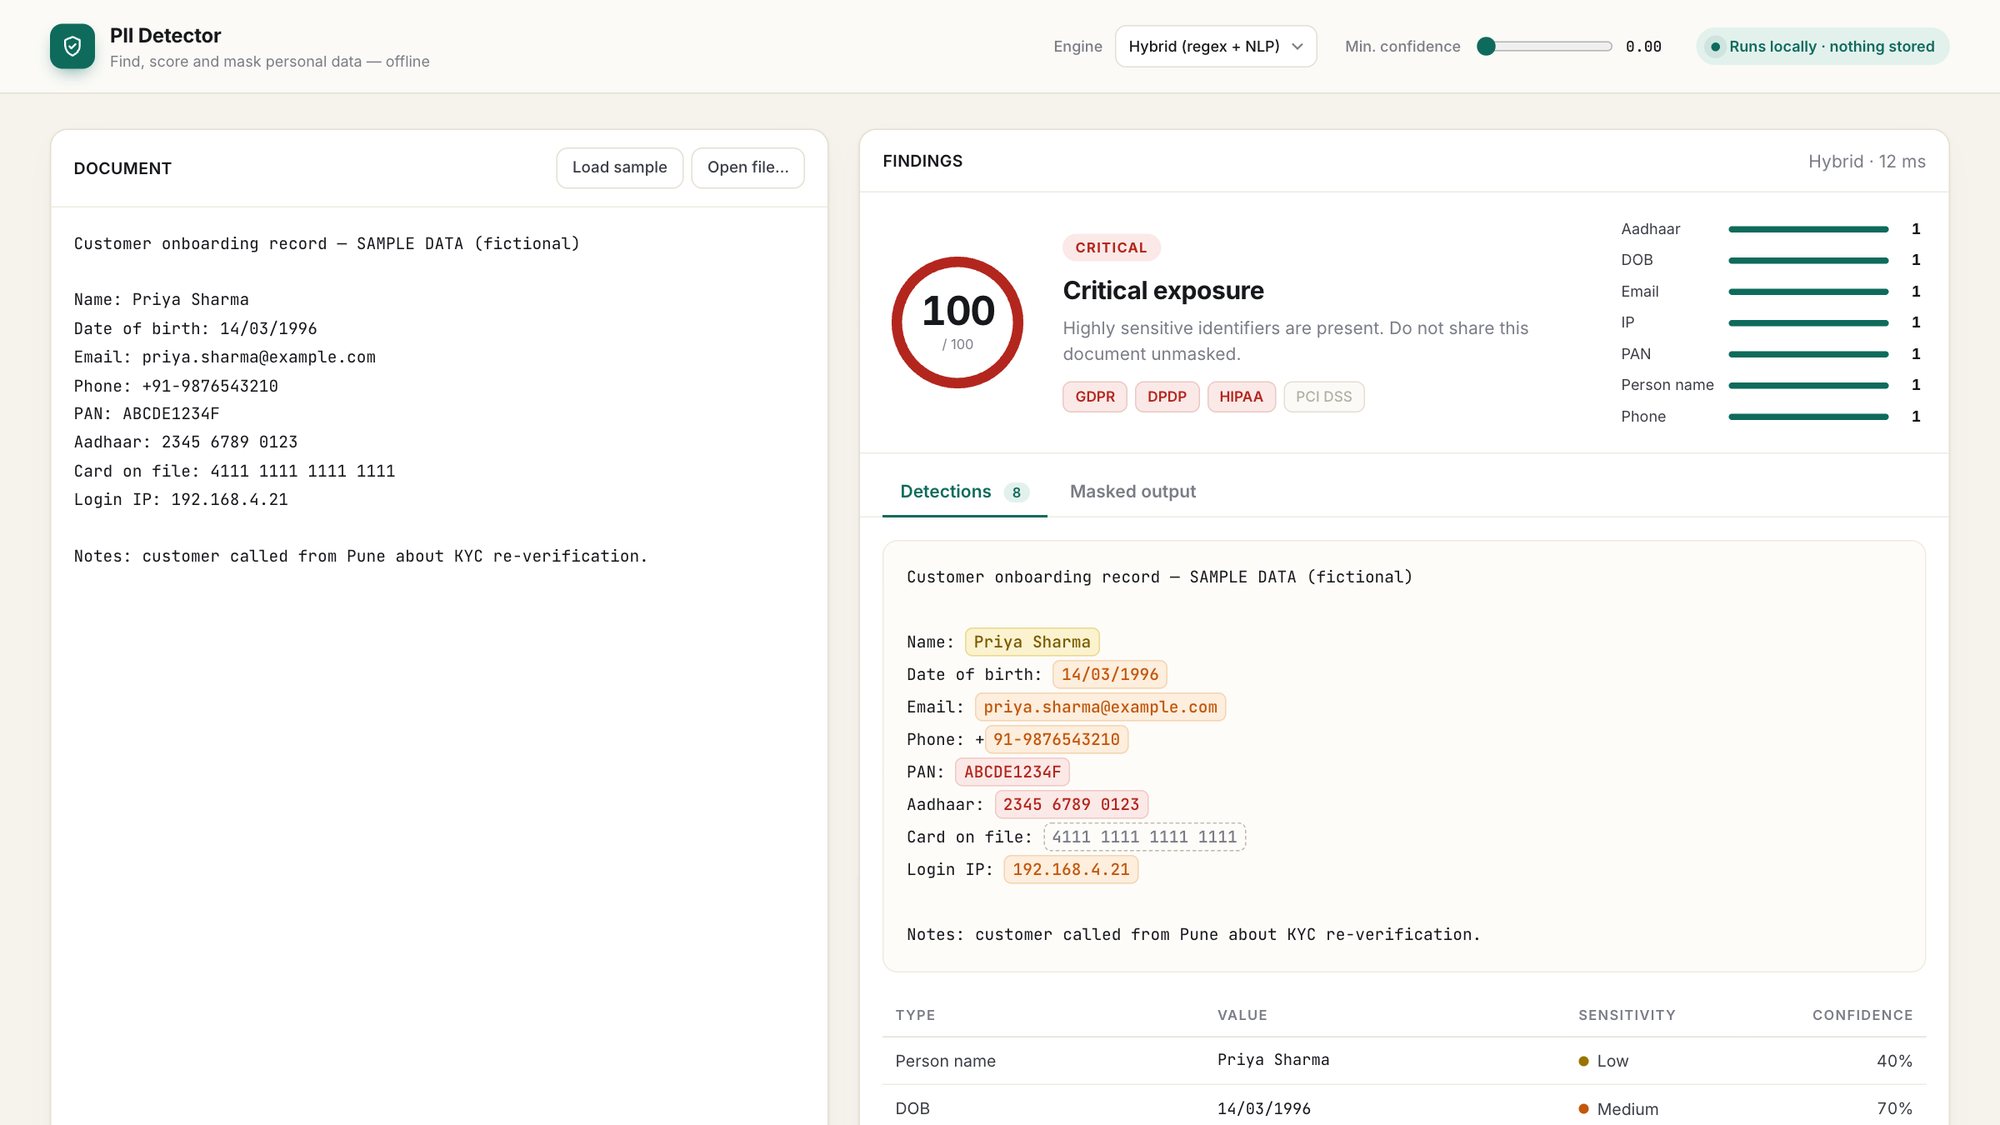 PII Detector
Find, score and mask personal data — offline
Engine
Hybrid (regex + NLP)
Min. confidence
0.00
Runs locally · nothing stored
DOCUMENT
Load sample
Open file...
Customer onboarding record — SAMPLE DATA (fictional)
Name: Priya Sharma
Date of birth: 14/03/1996
Email: priya.sharma@example.com
Phone: +91-9876543210
PAN: ABCDE1234F
Aadhaar: 2345 6789 0123
Card on file: 4111 1111 1111 1111
Login IP: 192.168.4.21
Notes: customer called from Pune about KYC re-verification.
FINDINGS
Hybrid · 12 ms
100
/ 100
CRITICAL
Critical exposure
Highly sensitive identifiers are present. Do not share this
document unmasked.
GDPR DPDP HIPAA PCI DSS
Aadhaar 1
DOB 1
Email 1
IP 1
PAN 1
Person name 1
Phone 1
Detections 8
Masked output
Customer onboarding record — SAMPLE DATA (fictional)
Name: Priya Sharma
Date of birth: 14/03/1996
Email: priya.sharma@example.com
Phone: +91-9876543210
PAN: ABCDE1234F
Aadhaar: 2345 6789 0123
Card on file: 4111 1111 1111 1111
Login IP: 192.168.4.21
Notes: customer called from Pune about KYC re-verification.
TYPE VALUE SENSITIVITY CONFIDENCE
Person name Priya Sharma Low 40%
DOB 14/03/1996 Medium 70%